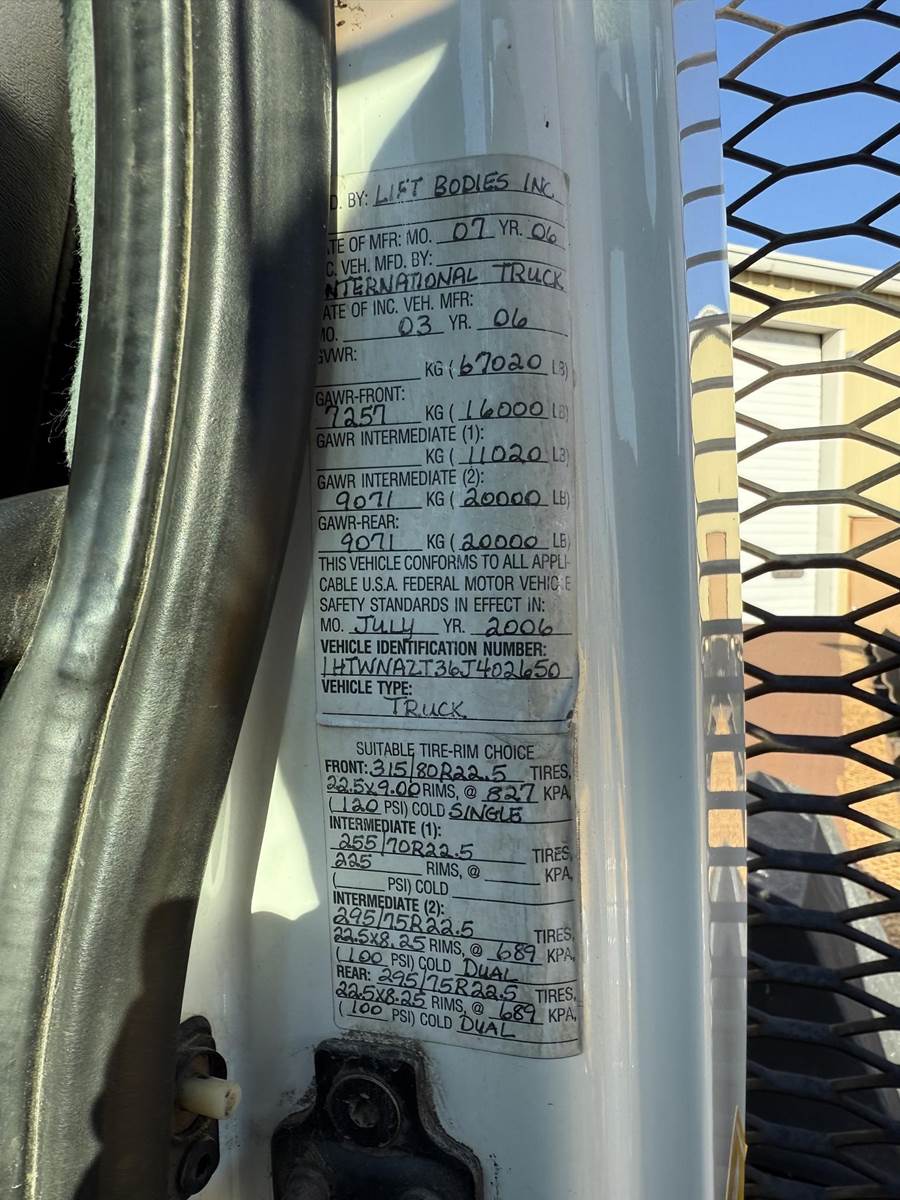 D. BY: LIFT BODIES INC.
TE OF MFR: MO. 07 YR. 06
C. VEH. MFD. BY:
NTERNATIONAL TRUCK
ATE OF INC. VEH. MFR:
MO. 03 YR. 06
GVWR:
KG ( 67020 LB)
GAWR-FRONT:
7257 KG ( 16000 LB)
GAWR INTERMEDIATE (1):
KG ( 11020 LB)
GAWR INTERMEDIATE (2):
9071 KG ( 20000 LB)
GAWR-REAR:
9071 KG ( 20000 LB)
THIS VEHICLE CONFORMS TO ALL APPLI-
CABLE U.S.A. FEDERAL MOTOR VEHICLE
SAFETY STANDARDS IN EFFECT IN:
MO. JULY YR. 2006
VEHICLE IDENTIFICATION NUMBER:
1HTWNAZT36J402650
VEHICLE TYPE:
TRUCK
SUITABLE TIRE-RIM CHOICE
FRONT: 315/80R22.5 TIRES,
22.5x9.00 RIMS, @ 827 KPA,
( 120 PSI) COLD SINGLE
INTERMEDIATE (1):
255/70R22.5 TIRES,
225 RIMS, @ KPA,
( PSI) COLD
INTERMEDIATE (2):
295/75R22.5 TIRES,
22.5x8.25 RIMS, @ 689 KPA,
( 100 PSI) COLD DUAL
REAR: 295/75R22.5 TIRES,
22.5x8.25 RIMS, @ 689 KPA,
( 100 PSI) COLD DUAL